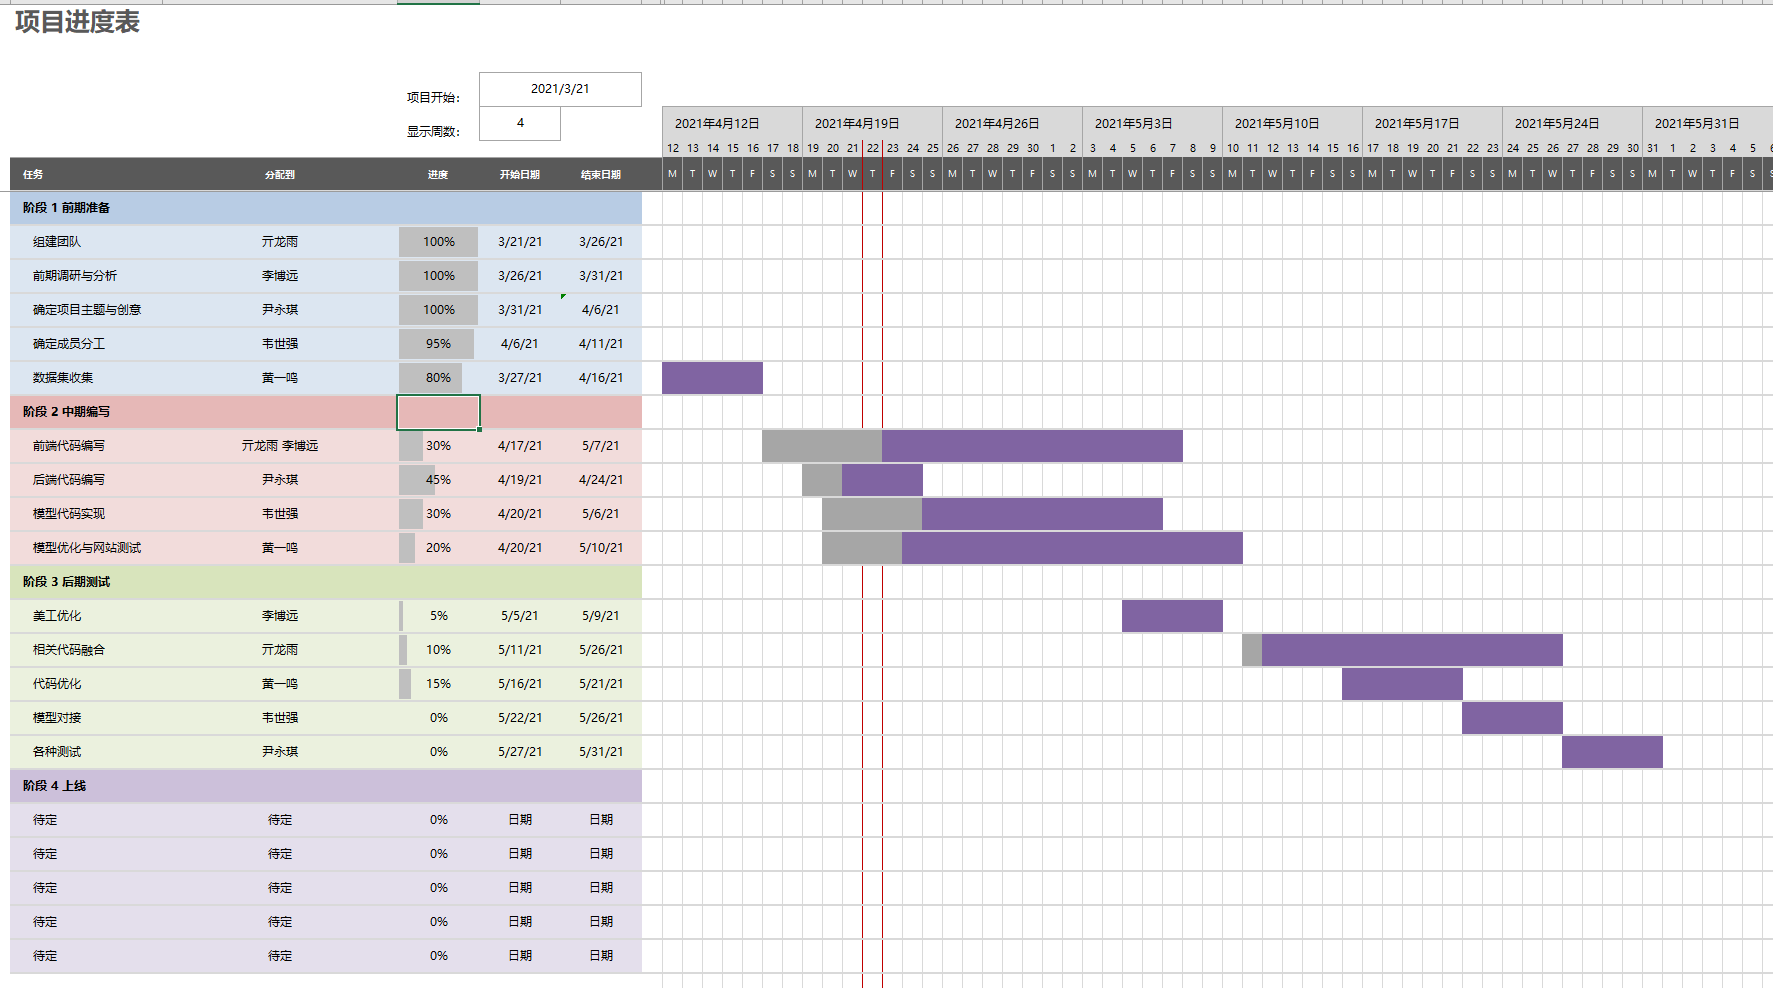 项目进度表
项目开始： 2021/3/21
显示周数： 4
2021年4月12日 2021年4月19日 2021年4月26日 2021年5月3日 2021年5月10日 2021年5月17日 2021年5月24日 2021年5月31日
12 13 14 15 16 17 18 19 20 21 22 23 24 25 26 27 28 29 30 1 2 3 4 5 6 7 8 9 10 11 12 13 14 15 16 17 18 19 20 21 22 23 24 25 26 27 28 29 30 31 1 2 3 4 5 6
任务 分配到 进度 开始日期 结束日期 M T W T F S S M T W T F S S M T W T F S S M T W T F S S M T W T F S S M T W T F S S M T W T F S S M T W T F S S
阶段 1 前期准备
组建团队 亓龙雨 100% 3/21/21 3/26/21
前期调研与分析 李博远 100% 3/26/21 3/31/21
确定项目主题与创意 尹永琪 100% 3/31/21 4/6/21
确定成员分工 韦世强 95% 4/6/21 4/11/21
数据集收集 黄一鸣 80% 3/27/21 4/16/21
阶段 2 中期编写
前端代码编写 亓龙雨 李博远 30% 4/17/21 5/7/21
后端代码编写 尹永琪 45% 4/19/21 4/24/21
模型代码实现 韦世强 30% 4/20/21 5/6/21
模型优化与网站测试 黄一鸣 20% 4/20/21 5/10/21
阶段 3 后期测试
美工优化 李博远 5% 5/5/21 5/9/21
相关代码融合 亓龙雨 10% 5/11/21 5/26/21
代码优化 黄一鸣 15% 5/16/21 5/21/21
模型对接 韦世强 0% 5/22/21 5/26/21
各种测试 尹永琪 0% 5/27/21 5/31/21
阶段 4 上线
待定 待定 0% 日期 日期
待定 待定 0% 日期 日期
待定 待定 0% 日期 日期
待定 待定 0% 日期 日期
待定 待定 0% 日期 日期